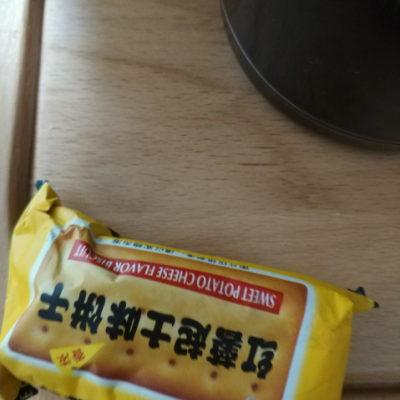 红薯起士味饼干
SWEET POTATO CHEESE FLAVOR BISCUIT